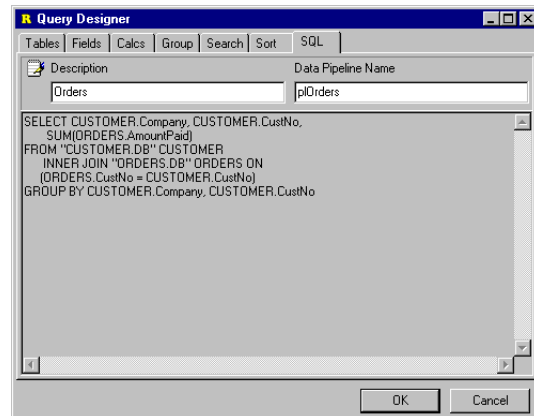 R Query Designer
Tables Fields Calcs Group Search Sort SQL
Description Data Pipeline Name
Orders plOrders
SELECT CUSTOMER.Company, CUSTOMER.CustNo,
SUM(ORDERS.AmountPaid)
FROM "CUSTOMER.DB" CUSTOMER
INNER JOIN "ORDERS.DB" ORDERS ON
(ORDERS.CustNo = CUSTOMER.CustNo)
GROUP BY CUSTOMER.Company, CUSTOMER.CustNo
OK Cancel